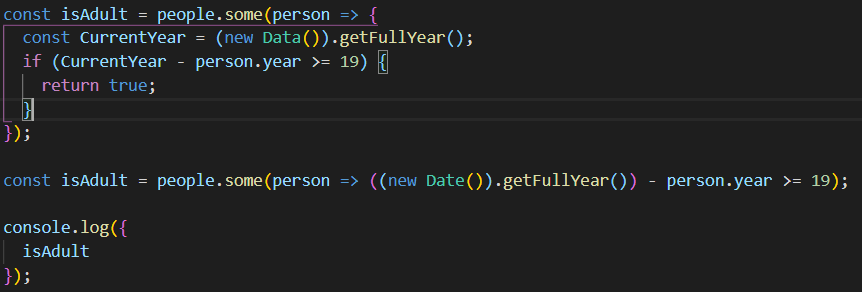 const isAdult = people.some(person => {
  const CurrentYear = (new Data()).getFullYear();
  if (CurrentYear - person.year >= 19) {
    return true;
  }
});
const isAdult = people.some(person => ((new Date()).getFullYear()) - person.year >= 19);
console.log({
  isAdult
});